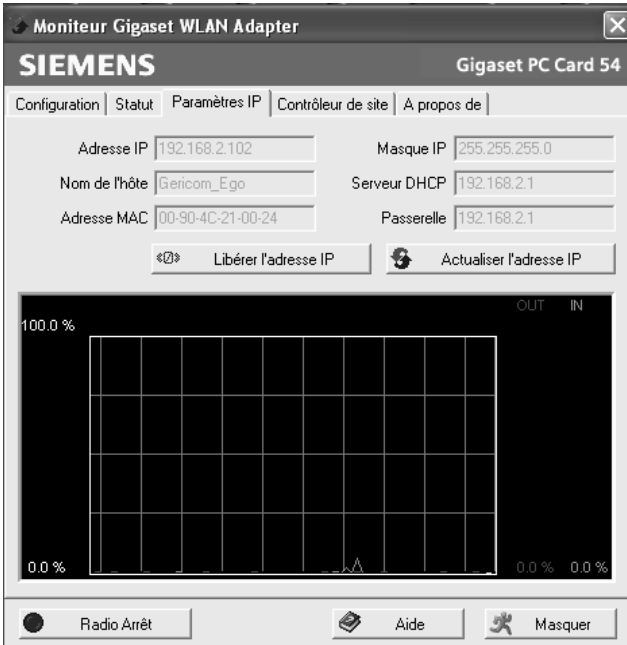 Moniteur Gigaset WLAN Adapter
SIEMENS Gigaset PC Card 54
Configuration Statut Paramètres IP Contrôleur de site A propos de
Adresse IP 192.168.2.102 Masque IP 255.255.255.0
Nom de l'hôte Gericom_Ego Serveur DHCP 192.168.2.1
Adresse MAC 00-90-4C-21-00-24 Passerelle 192.168.2.1
Libérer l'adresse IP Actualiser l'adresse IP
OUT IN
100.0 %
0.0 % 0.0 % 0.0 %
Radio Arrêt Aide Masquer